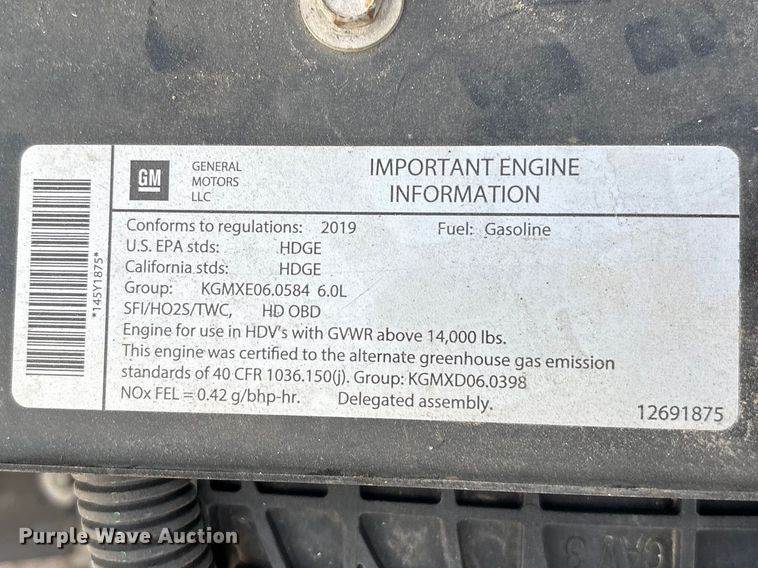 GM
GENERAL
MOTORS
LLC
IMPORTANT ENGINE
INFORMATION
*145Y1875*
Conforms to regulations: 2019 Fuel: Gasoline
U.S. EPA stds: HDGE
California stds: HDGE
Group: KGMXE06.0584 6.0L
SFI/HO2S/TWC, HD OBD
Engine for use in HDV's with GVWR above 14,000 lbs.
This engine was certified to the alternate greenhouse gas emission
standards of 40 CFR 1036.150(j). Group: KGMXD06.0398
NOx FEL = 0.42 g/bhp-hr. Delegated assembly.
12691875
CAV 3
Purple Wave Auction